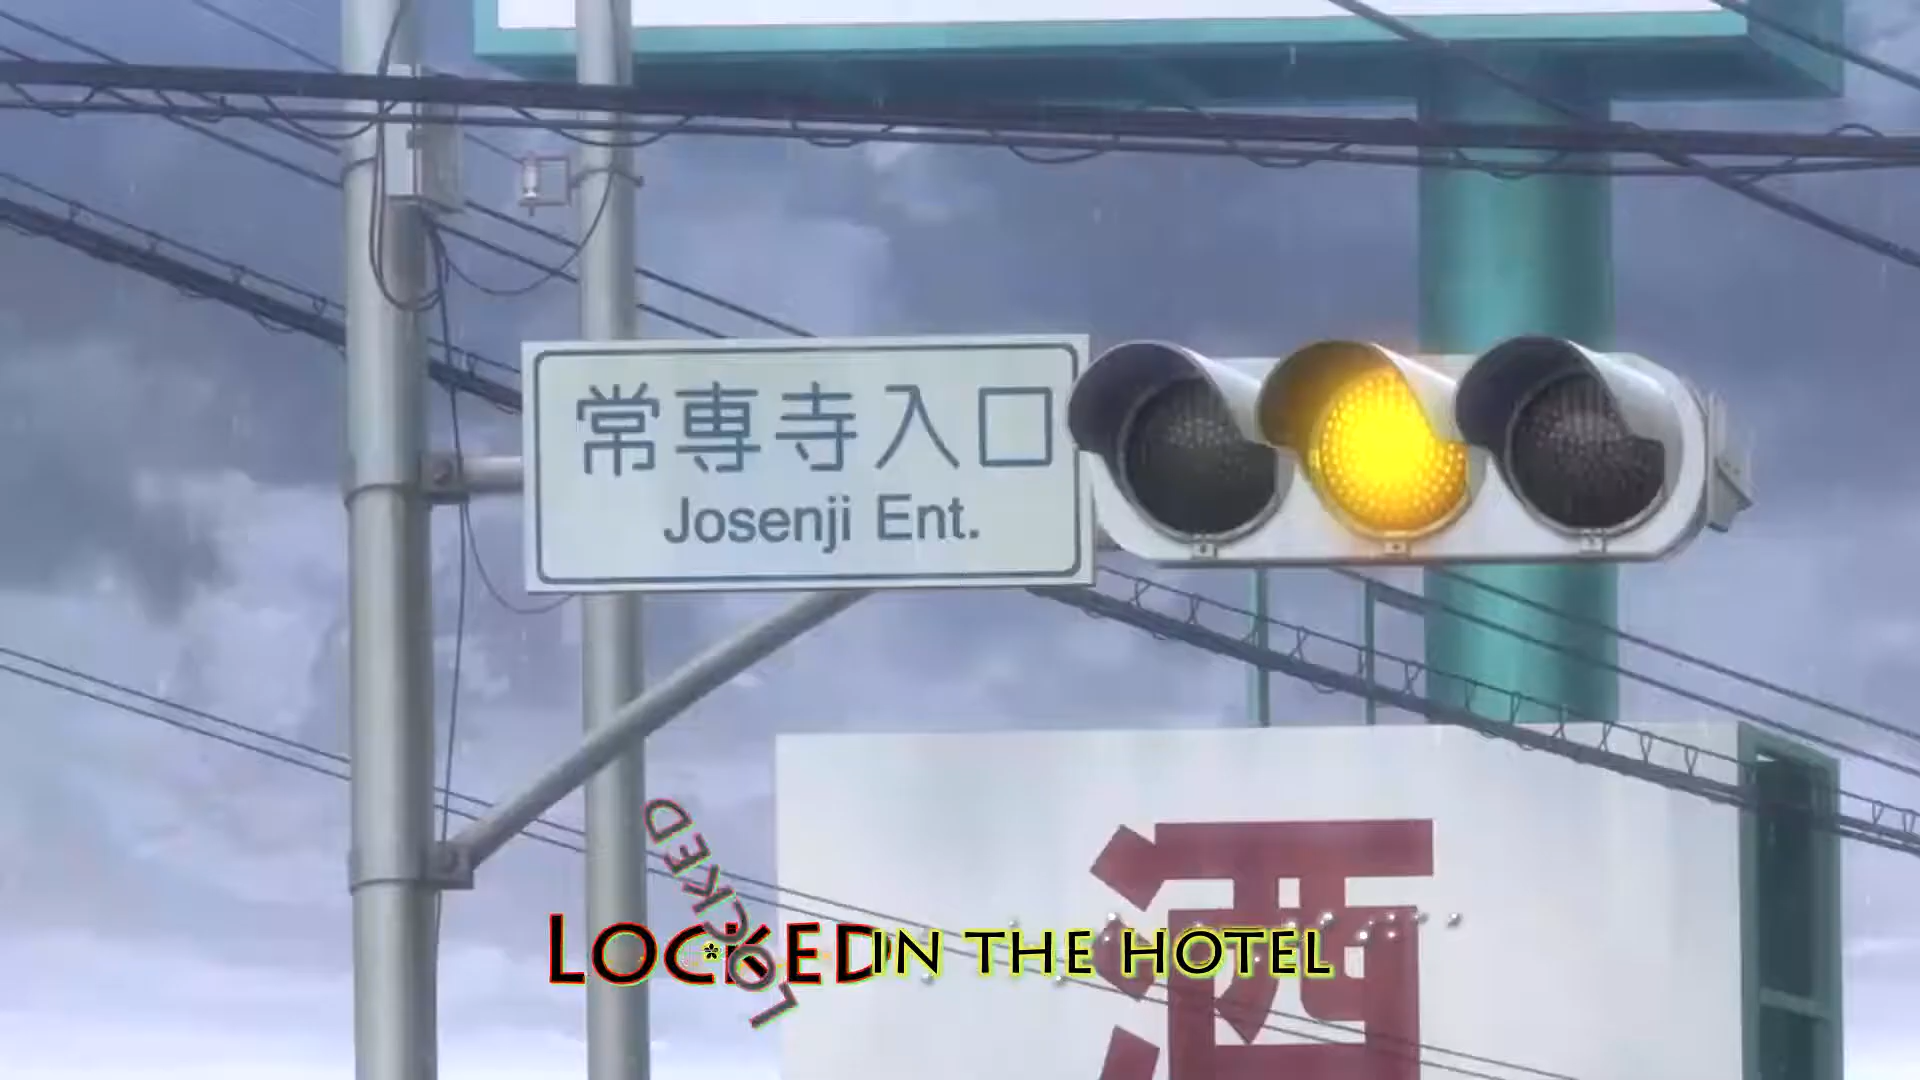 常専寺入口
Josenji Ent.
酒
LOCKED
LOCKED IN THE HOTEL